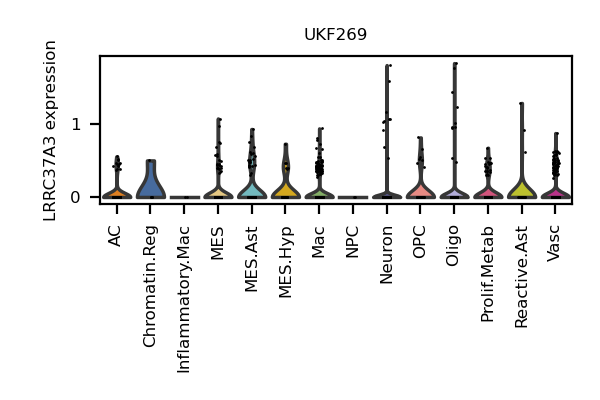 UKF269
LRRC37A3 expression
1
0
AC
Chromatin.Reg
Inflammatory.Mac
MES
MES.Ast
MES.Hyp
Mac
NPC
Neuron
OPC
Oligo
Prolif.Metab
Reactive.Ast
Vasc